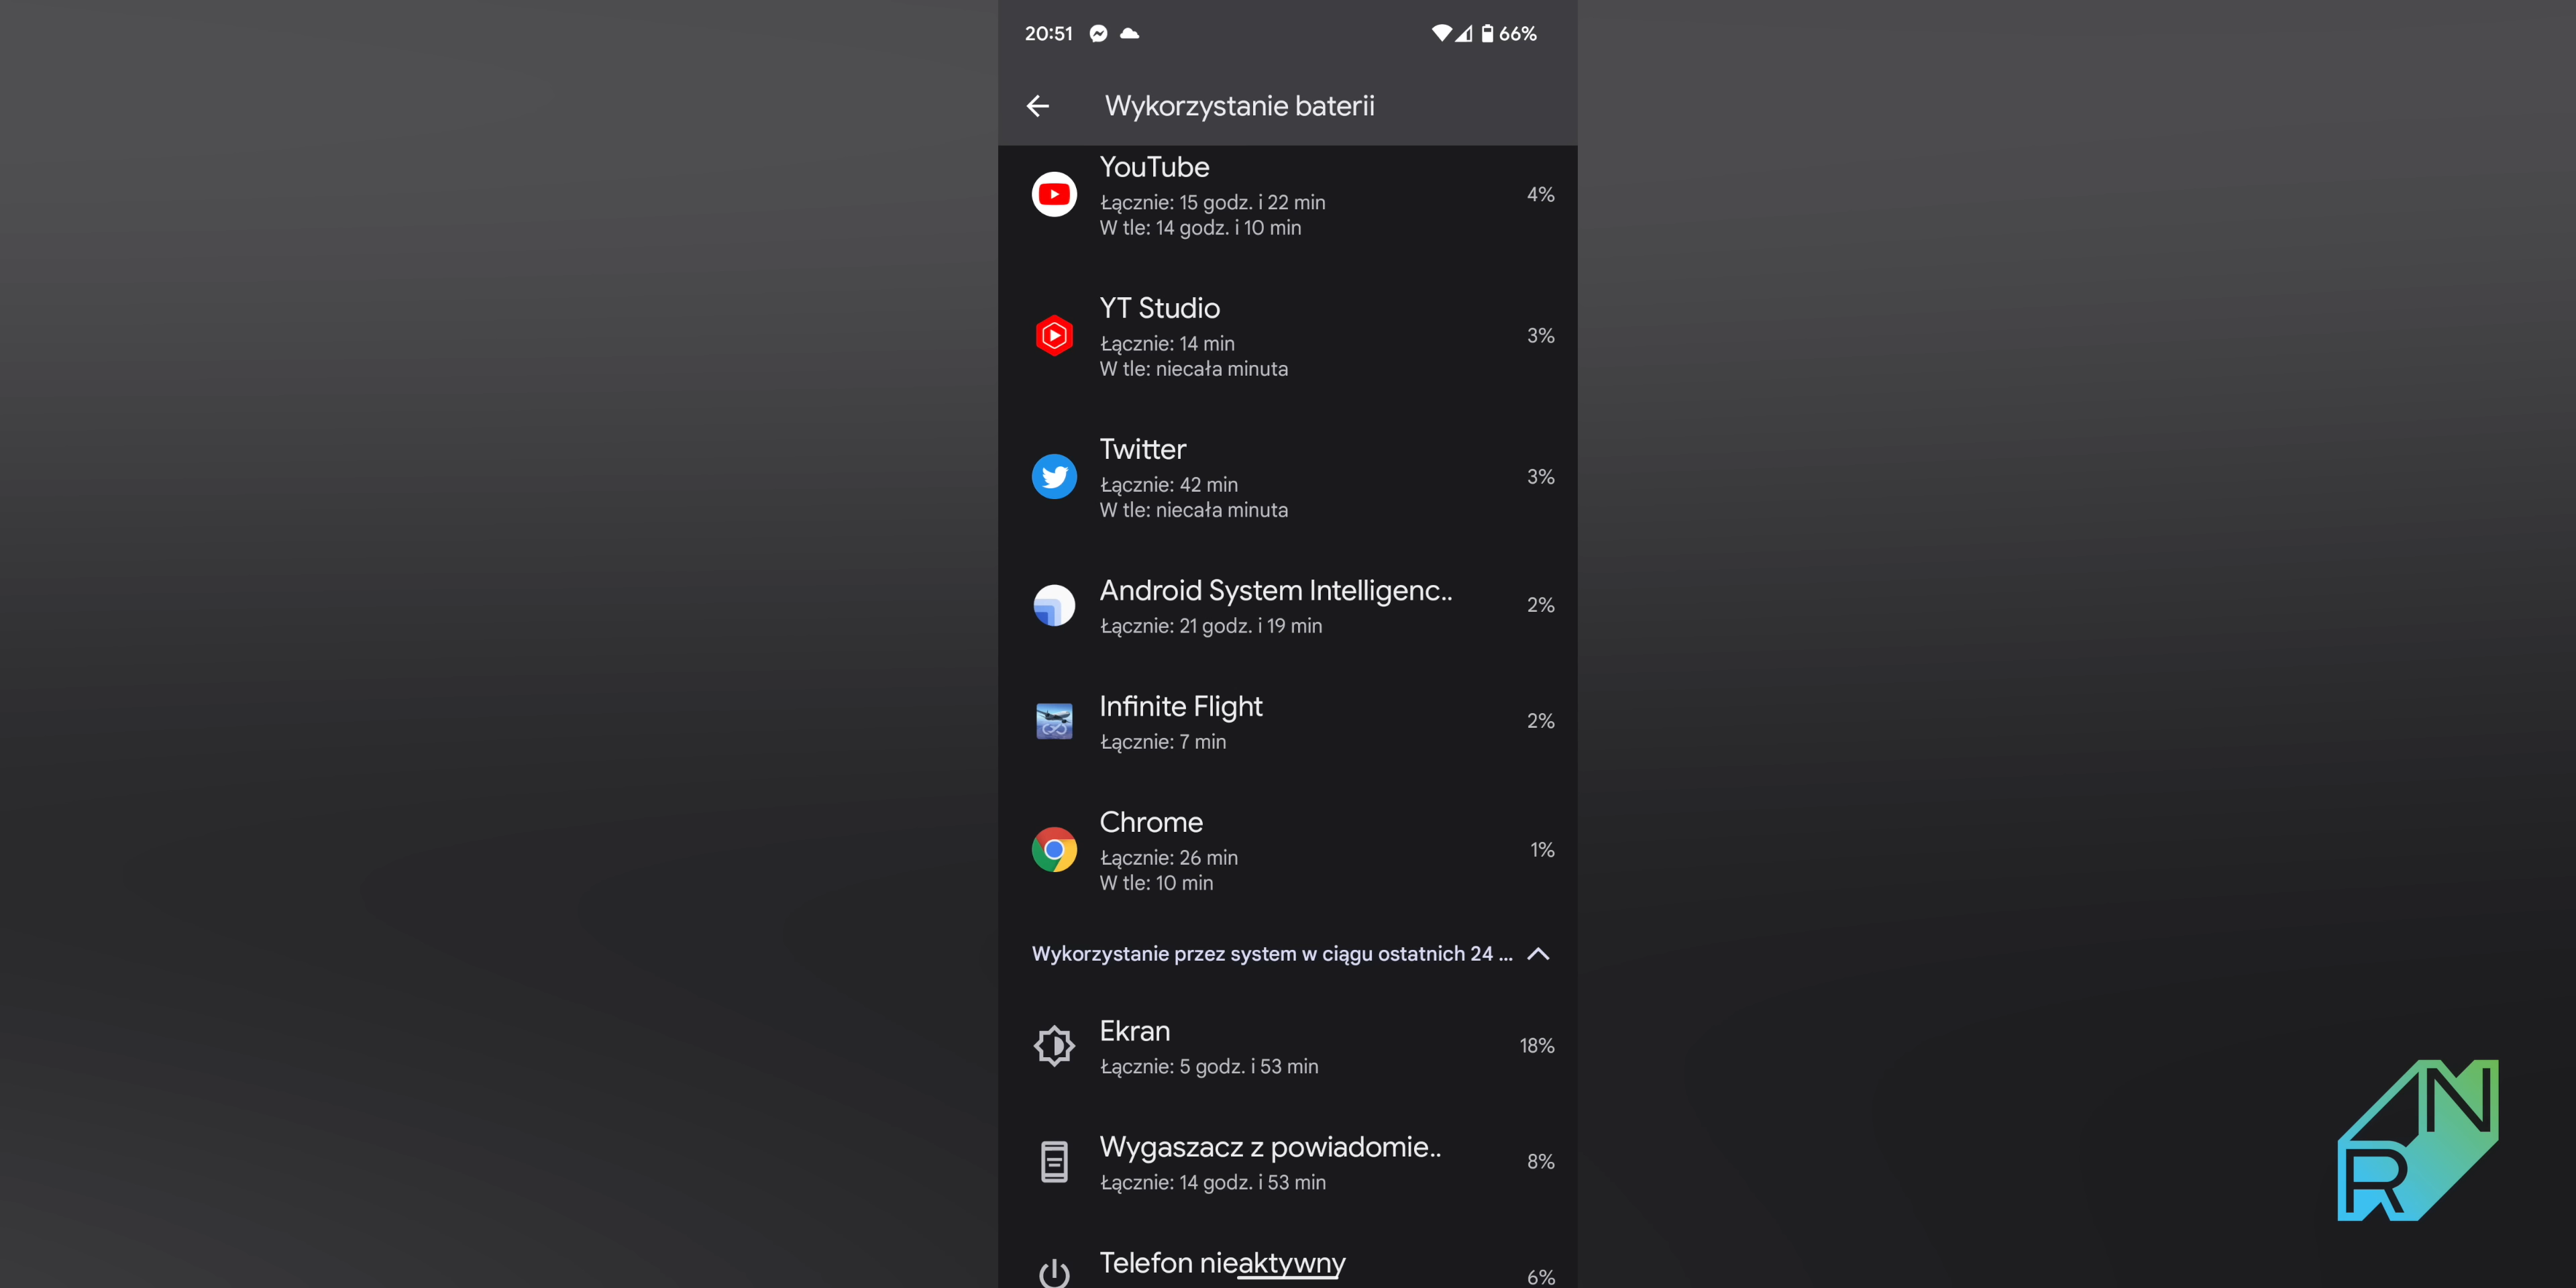 20:51 66%
Wykorzystanie baterii
YouTube
Łącznie: 15 godz. i 22 min
W tle: 14 godz. i 10 min
4%
YT Studio
Łącznie: 14 min
W tle: niecała minuta
3%
Twitter
Łącznie: 42 min
W tle: niecała minuta
3%
Android System Intelligenc..
Łącznie: 21 godz. i 19 min
2%
Infinite Flight
Łącznie: 7 min
2%
Chrome
Łącznie: 26 min
W tle: 10 min
1%
Wykorzystanie przez system w ciągu ostatnich 24 ...
Ekran
Łącznie: 5 godz. i 53 min
18%
Wygaszacz z powiadomie..
Łącznie: 14 godz. i 53 min
8%
Telefon nieaktywny
6%
RN